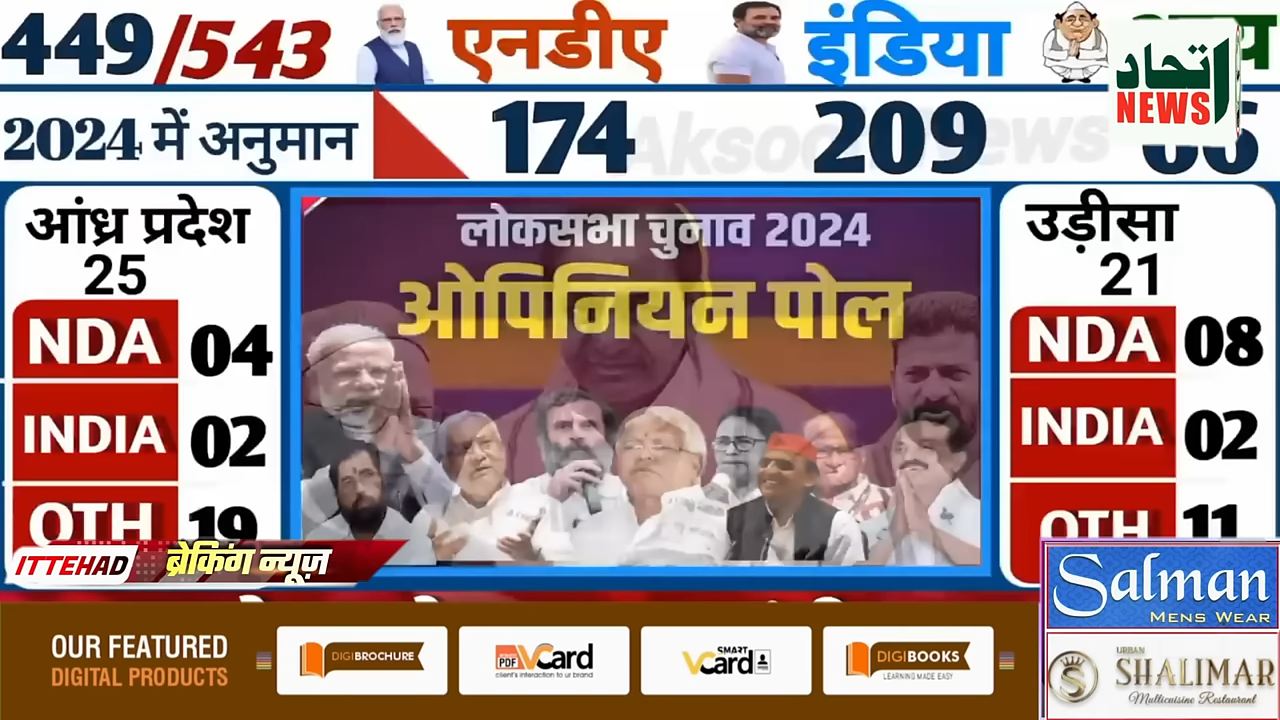 449/543
एनडीए
इंडिया
اتحاد
NEWS
2024 में अनुमान
174
209
66
आंध्र प्रदेश
25
NDA 04
INDIA 02
OTH 19
लोकसभा चुनाव 2024
ओपिनियन पोल
उड़ीसा
21
NDA 08
INDIA 02
OTH 11
ITTEHAD ब्रेकिंग न्यूज़
Salman
MENS WEAR
OUR FEATURED
DIGITAL PRODUCTS
DIGIBROCHURE
PDF vCard
client's interaction to ur brand
SMART
vCard
DIGIBOOKS
LEARNING MADE EASY
URBAN
SHALIMAR
Multicuisine Restaurant